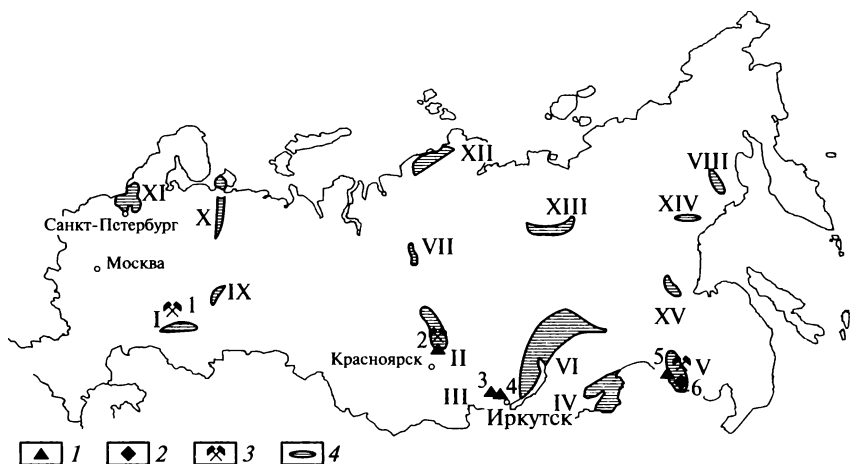 XII
VIII
XI
XIV
XIII
X
Санкт-Петербург
VII
Москва
IX
I 1
XV
2
Красноярск
II
5
V
VI
3
4
6
III
IV
Иркутск
1 2 3 4